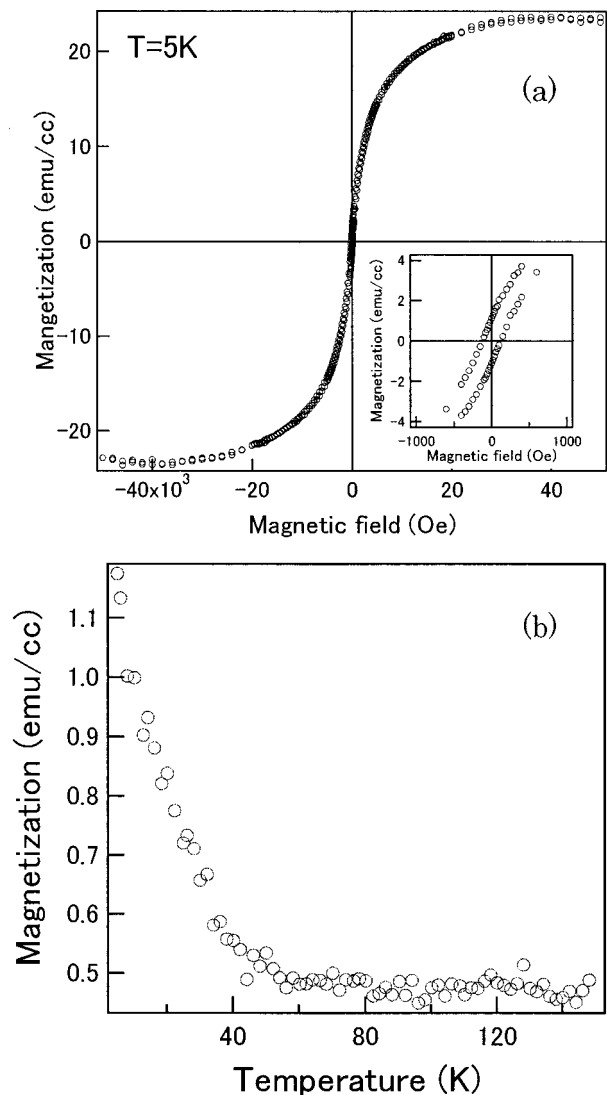 T=5K
(a)
20
10
0
-10
-20
Mangetization (emu/cc)
-40x10³
-20
0
20
40
Magnetic field (Oe)
4
2
0
-2
-4
Magnetization (emu/cc)
-1000
0
1000
Magnetic field (Oe)
(b)
1.1
1.0
0.9
0.8
0.7
0.6
0.5
Magnetization (emu/cc)
40
80
120
Temperature (K)